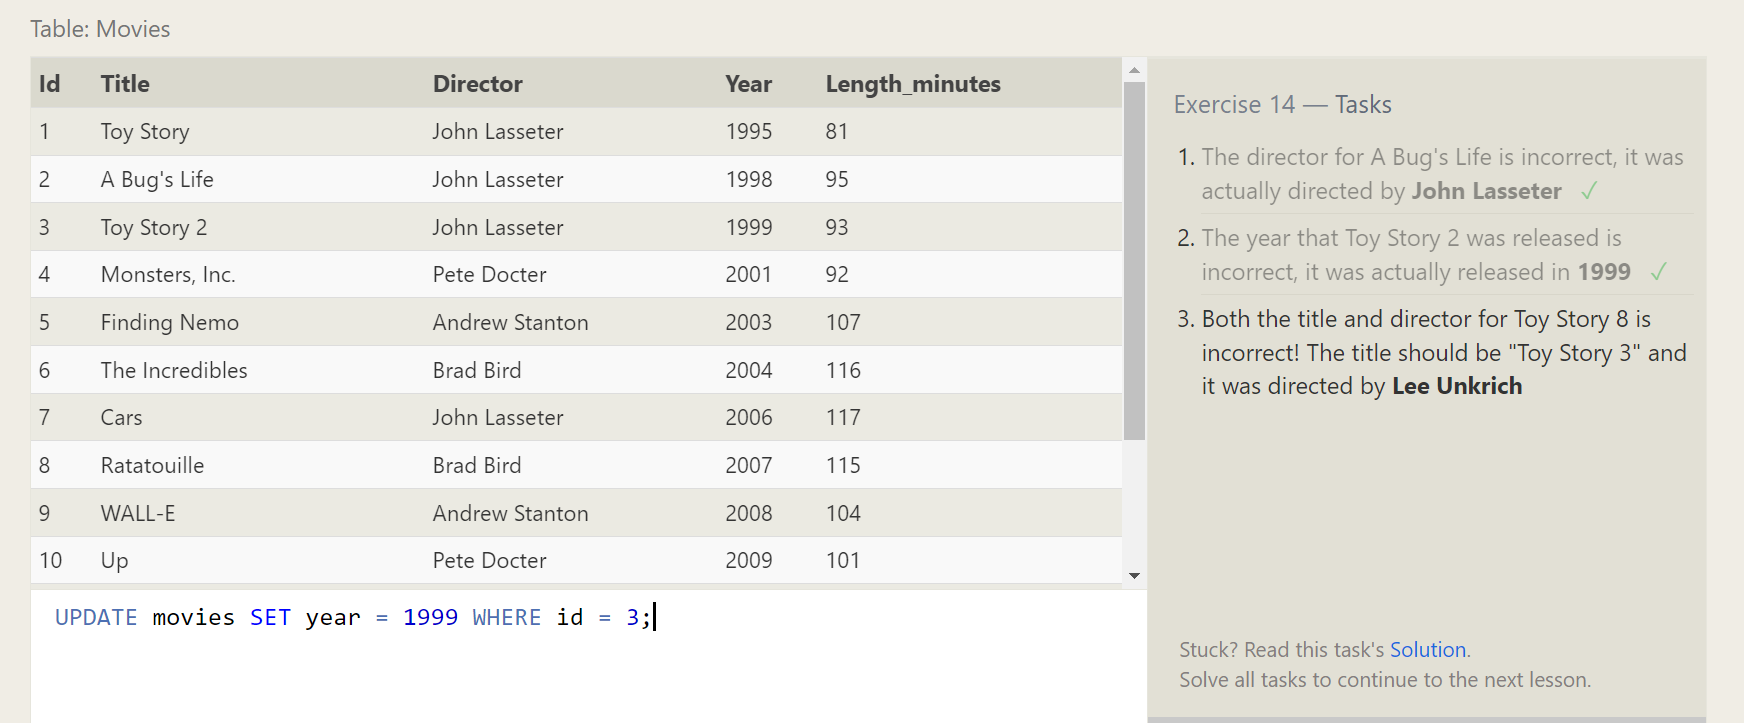 Table: Movies
Id Title Director Year Length_minutes
1 Toy Story John Lasseter 1995 81
2 A Bug's Life John Lasseter 1998 95
3 Toy Story 2 John Lasseter 1999 93
4 Monsters, Inc. Pete Docter 2001 92
5 Finding Nemo Andrew Stanton 2003 107
6 The Incredibles Brad Bird 2004 116
7 Cars John Lasseter 2006 117
8 Ratatouille Brad Bird 2007 115
9 WALL-E Andrew Stanton 2008 104
10 Up Pete Docter 2009 101
UPDATE movies SET year = 1999 WHERE id = 3;
Exercise 14 — Tasks
1. The director for A Bug's Life is incorrect, it was
actually directed by John Lasseter ✓
2. The year that Toy Story 2 was released is
incorrect, it was actually released in 1999 ✓
3. Both the title and director for Toy Story 8 is
incorrect! The title should be "Toy Story 3" and
it was directed by Lee Unkrich
Stuck? Read this task's Solution.
Solve all tasks to continue to the next lesson.